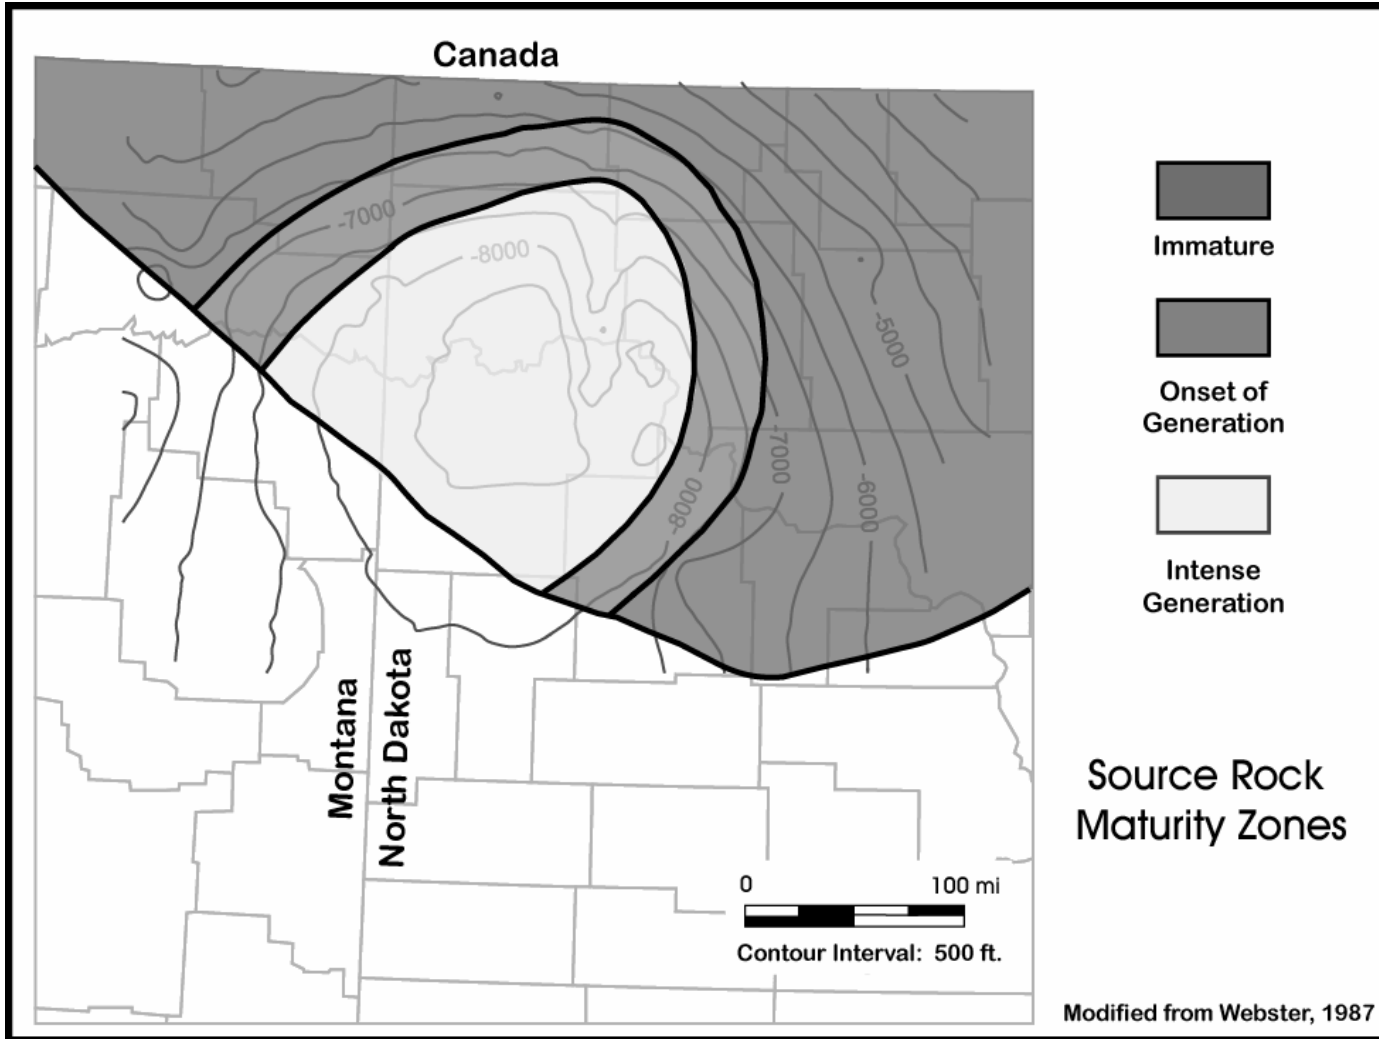 Canada
-7000
-8000
-5000
-7000
-8000
-6000
Montana
North Dakota
Immature
Onset of
Generation
Intense
Generation
Source Rock
Maturity Zones
0 100 mi
Contour Interval: 500 ft.
Modified from Webster, 1987